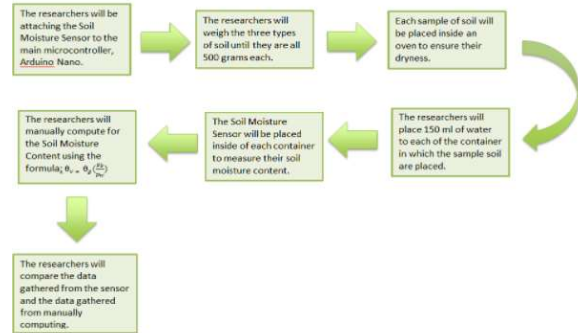 The researchers will be
attaching the Soil
Moisture Sensor to the
main microcontroller,
Arduino Nano.
The researchers will
weigh the three types
of soil until they are all
500 grams each.
Each sample of soil will
be placed inside an
oven to ensure their
dryness.
The researchers will
place 150 ml of water
to each of the container
in which the sample soil
are placed.
The Soil Moisture
Sensor will be placed
inside of each container
to measure their soil
moisture content.
The researchers will
manually compute for
the Soil Moisture
Content using the
formula
The researchers will
compare the data
gathered from the sensor
and the data gathered
from manually
computing.